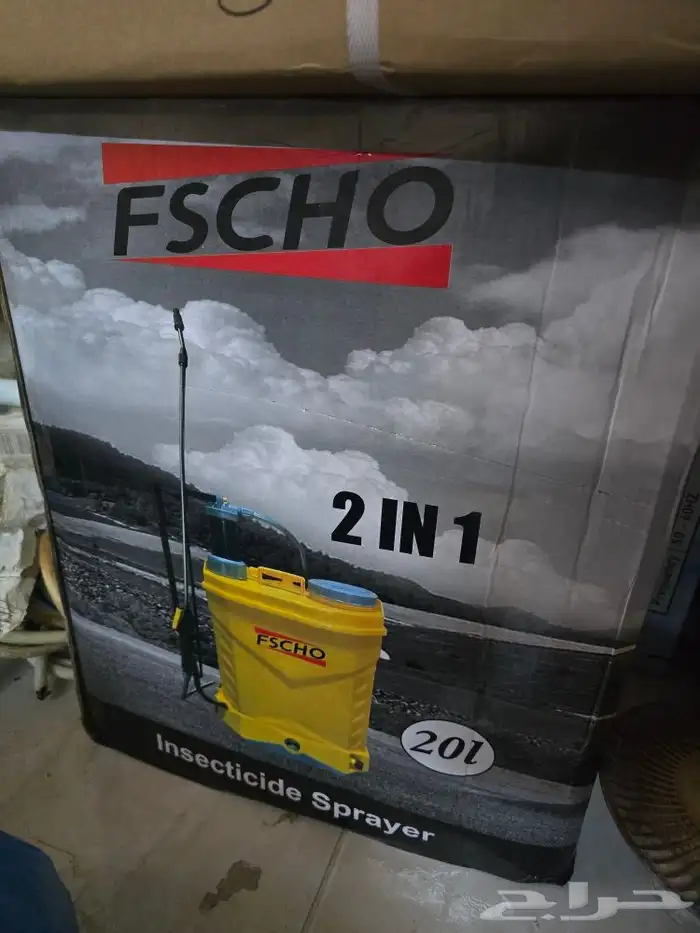 FSCHO
2 IN 1
FSCHO
20l
Insecticide Sprayer
حراج